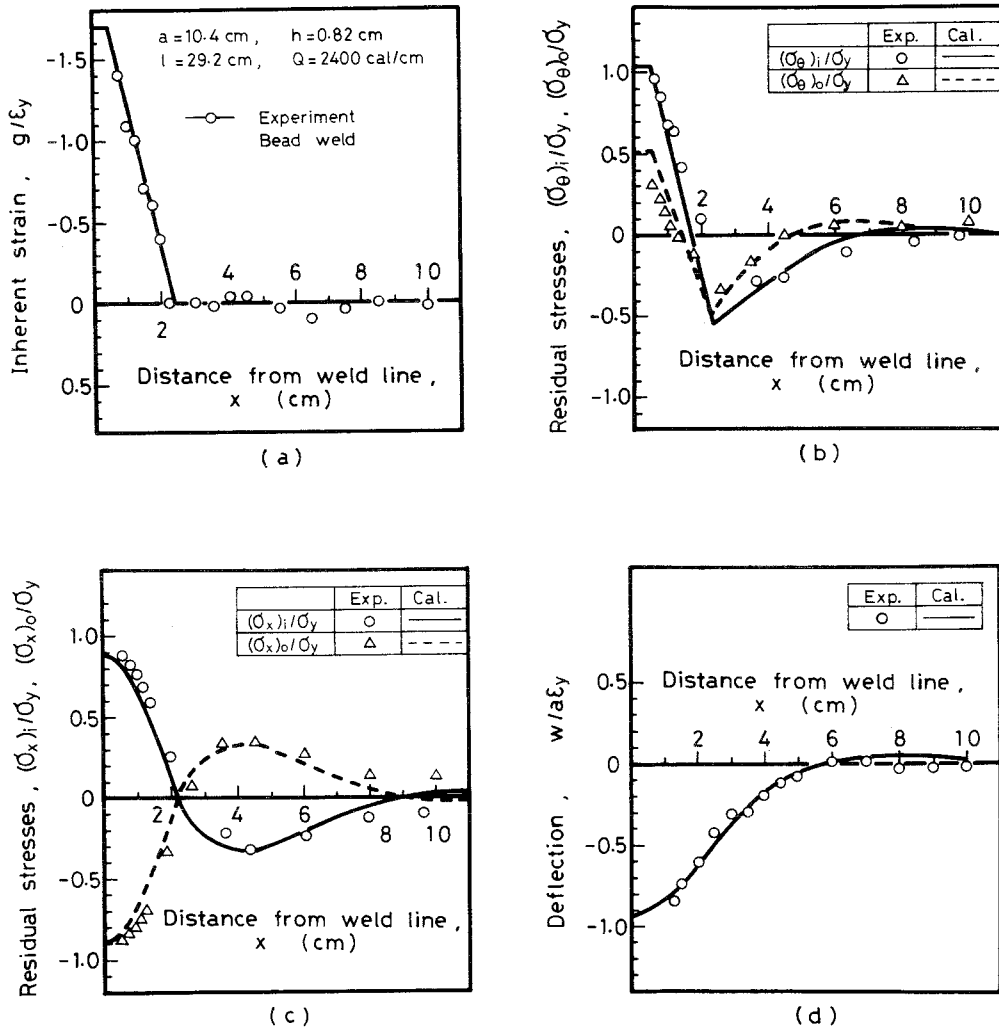 a = 10.4 cm , h = 0.82 cm
l = 29.2 cm , Q = 2400 cal/cm
Experiment
Bead weld
Inherent strain , g/εy
-1.5
-1.0
-0.5
0
0.5
2 4 6 8 10
Distance from weld line ,
x (cm)
(a)
Exp. Cal.
(σθ)i/σy
(σθ)o/σy
Residual stresses , (σθ)i/σy , (σθ)o/σy
1.0
0.5
0
-0.5
-1.0
2 4 6 8 10
Distance from weld line ,
x (cm)
(b)
Exp. Cal.
(σx)i/σy
(σx)o/σy
Residual stresses , (σx)i/σy , (σx)o/σy
1.0
0.5
0
-0.5
-1.0
2 4 6 8 10
Distance from weld line ,
x (cm)
(c)
Exp. Cal.
Deflection , w/aεy
0.5
0
-0.5
-1.0
Distance from weld line ,
x (cm)
2 4 6 8 10
(d)